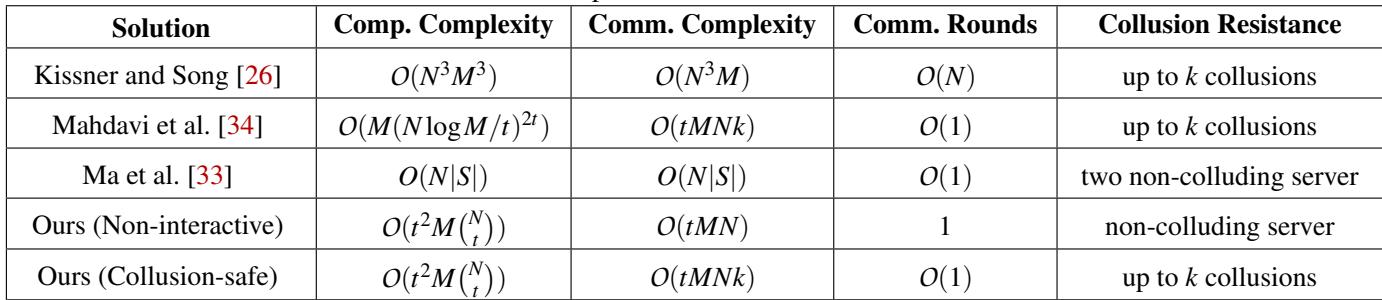 Solution Comp. Complexity Comm. Complexity Comm. Rounds Collusion Resistance
Kissner and Song [26] O(N³M³) O(N³M) O(N) up to k collusions
Mahdavi et al. [34] O(M(N log M/t)²ᵗ) O(tMNk) O(1) up to k collusions
Ma et al. [33] O(N|S|) O(N|S|) O(1) two non-colluding server
Ours (Non-interactive) O(t²M(N t)) O(tMN) 1 non-colluding server
Ours (Collusion-safe) O(t²M(N t)) O(tMNk) O(1) up to k collusions